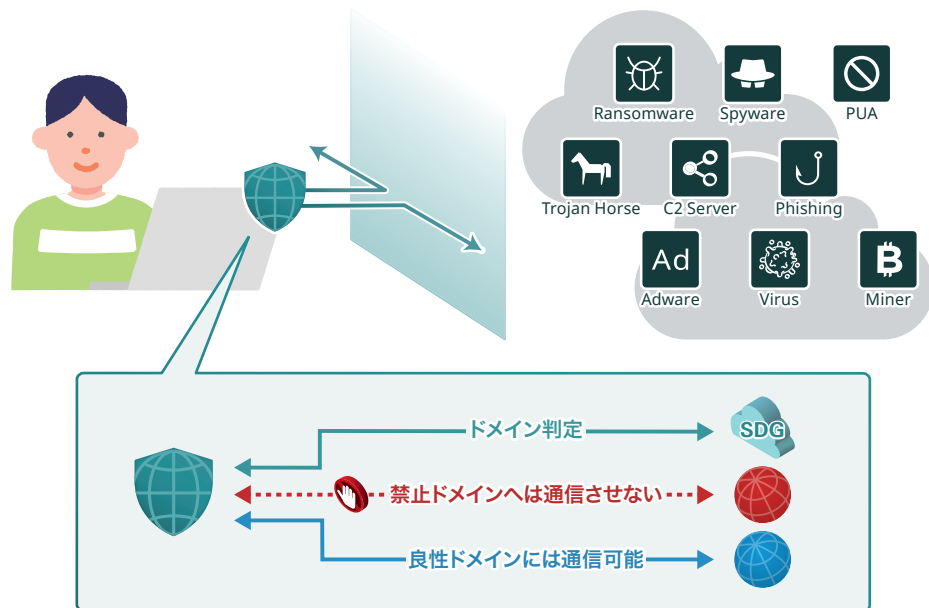 Ransomware
Spyware
PUA
Trojan Horse
C2 Server
Phishing
Ad
Adware
Virus
Miner
ドメイン判定
SDG
禁止ドメインへは通信させない
良性ドメインには通信可能